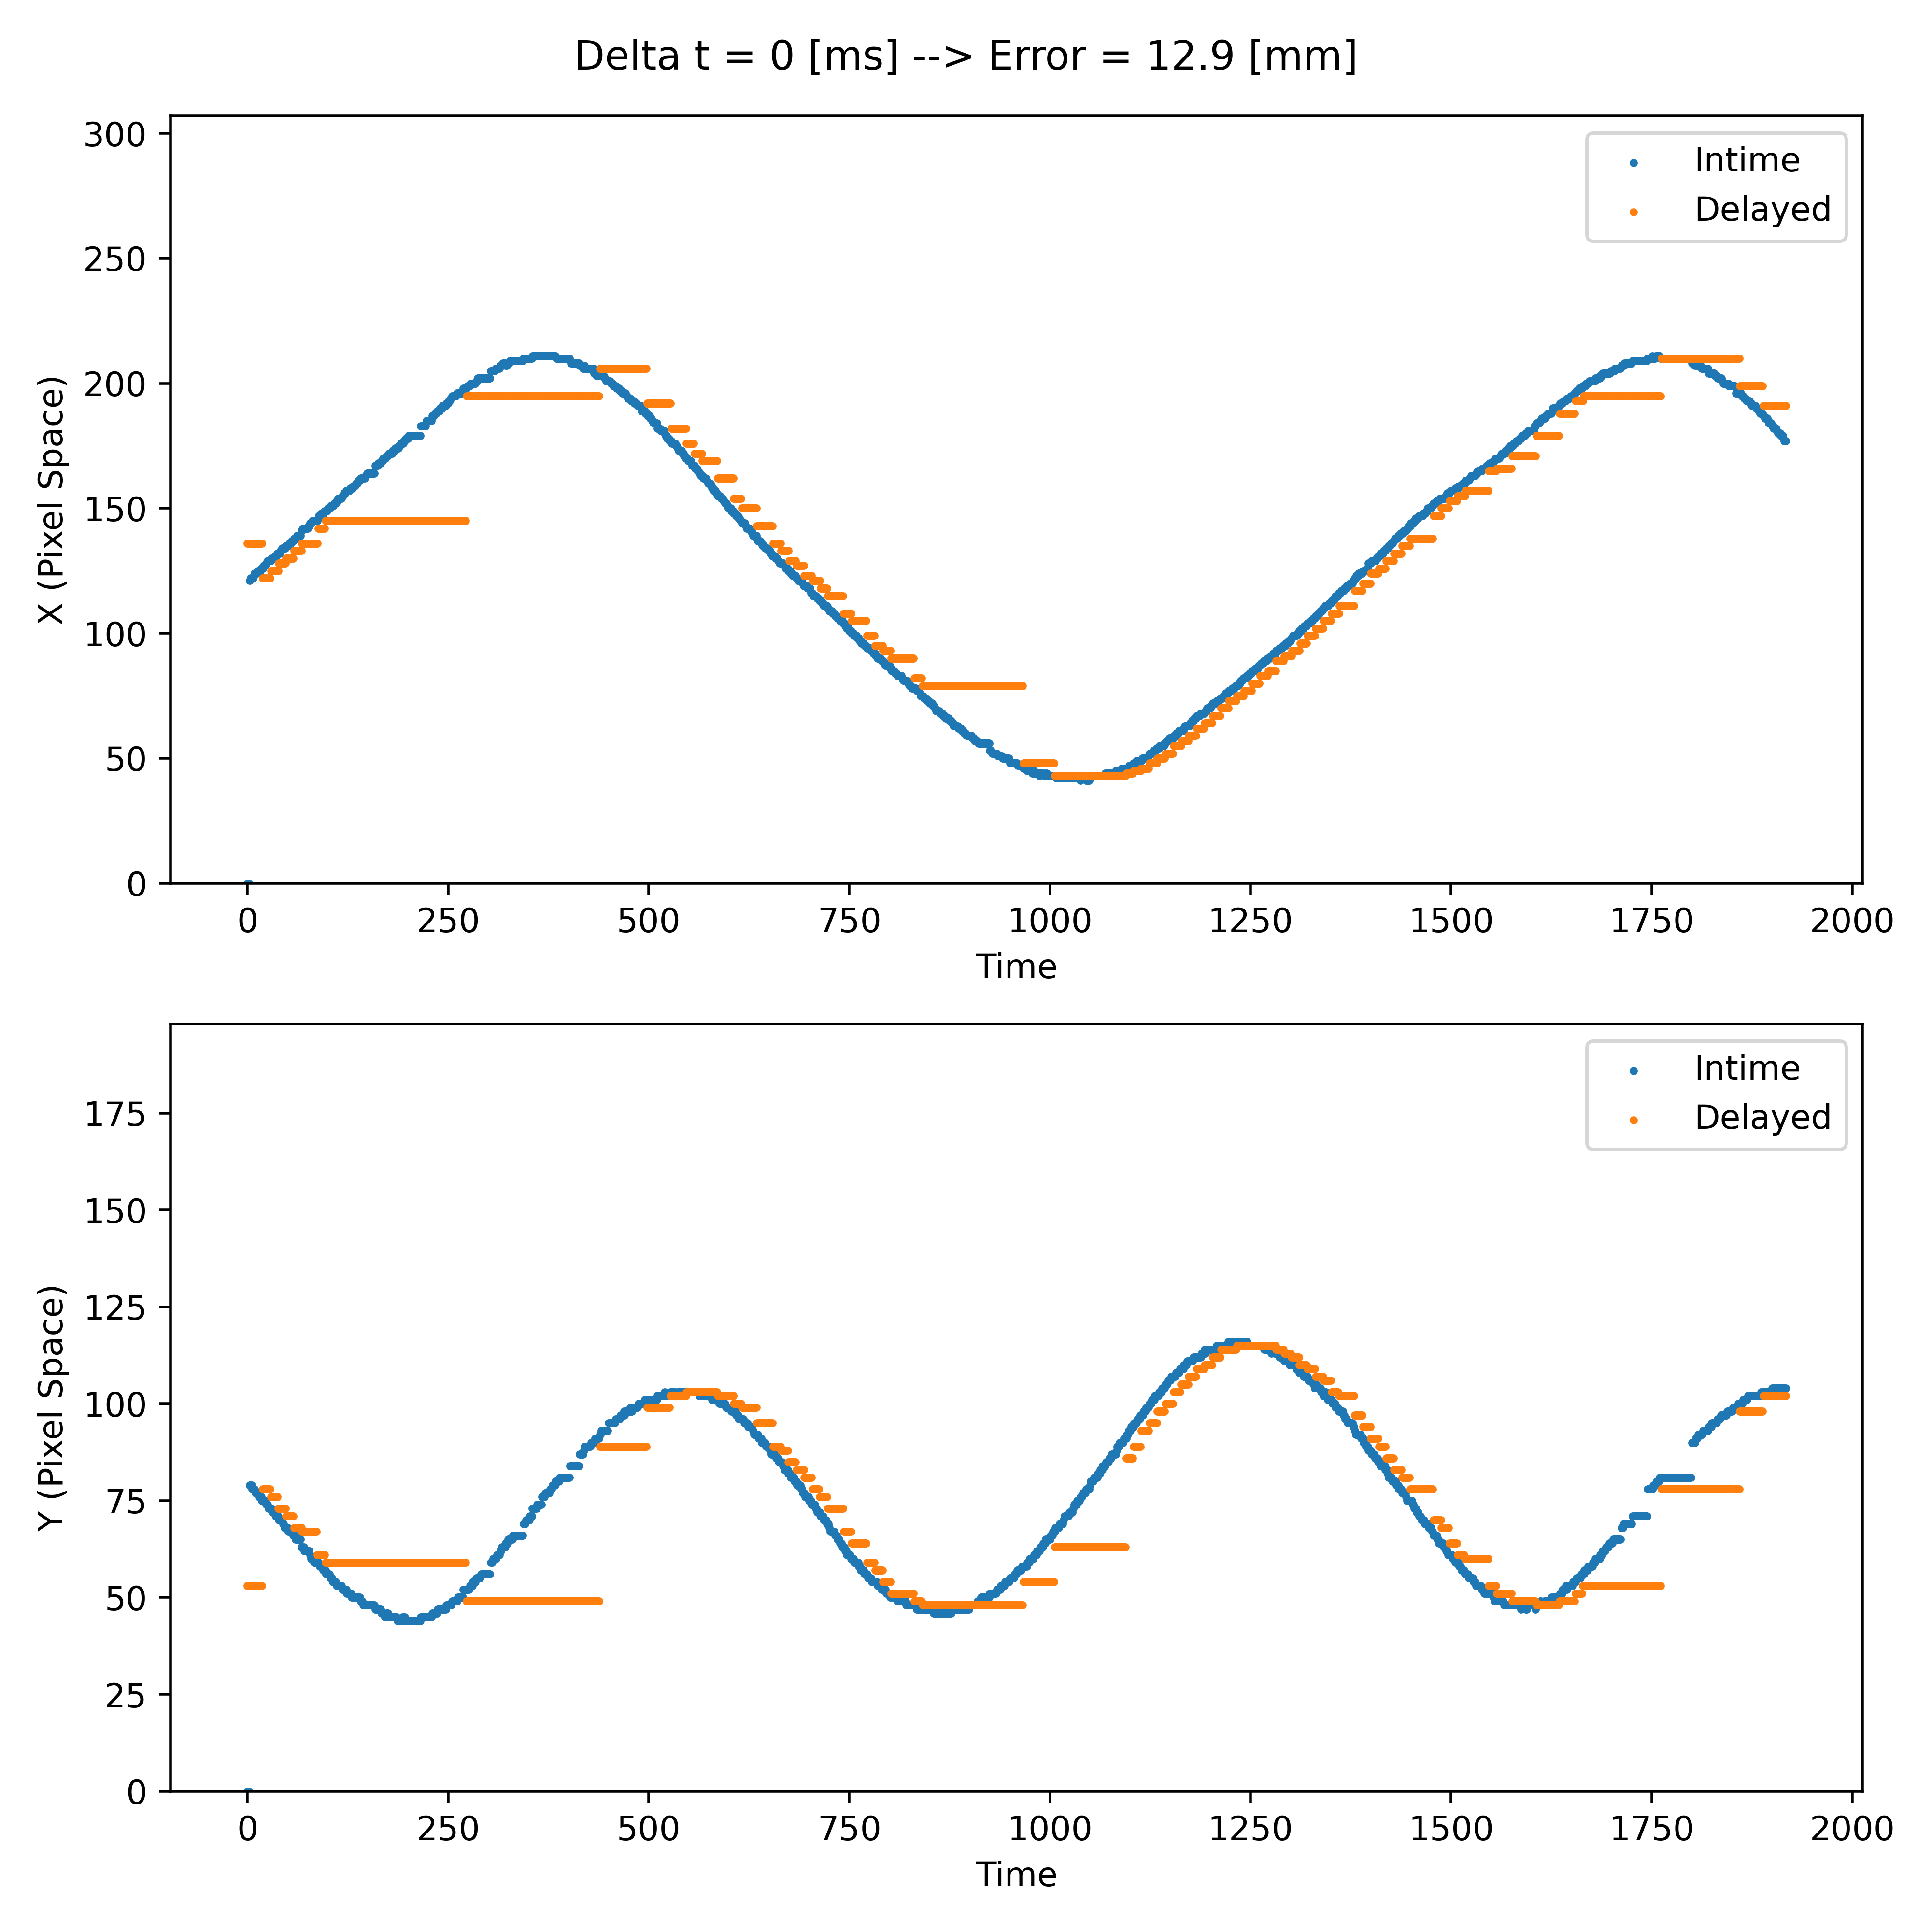 Delta t = 0 [ms] --> Error = 12.9 [mm]
300
250
200
150
100
50
0
X (Pixel Space)
Intime
Delayed
0 250 500 750 1000 1250 1500 1750 2000
Time
175
150
125
100
75
50
25
0
Y (Pixel Space)
Intime
Delayed
0 250 500 750 1000 1250 1500 1750 2000
Time